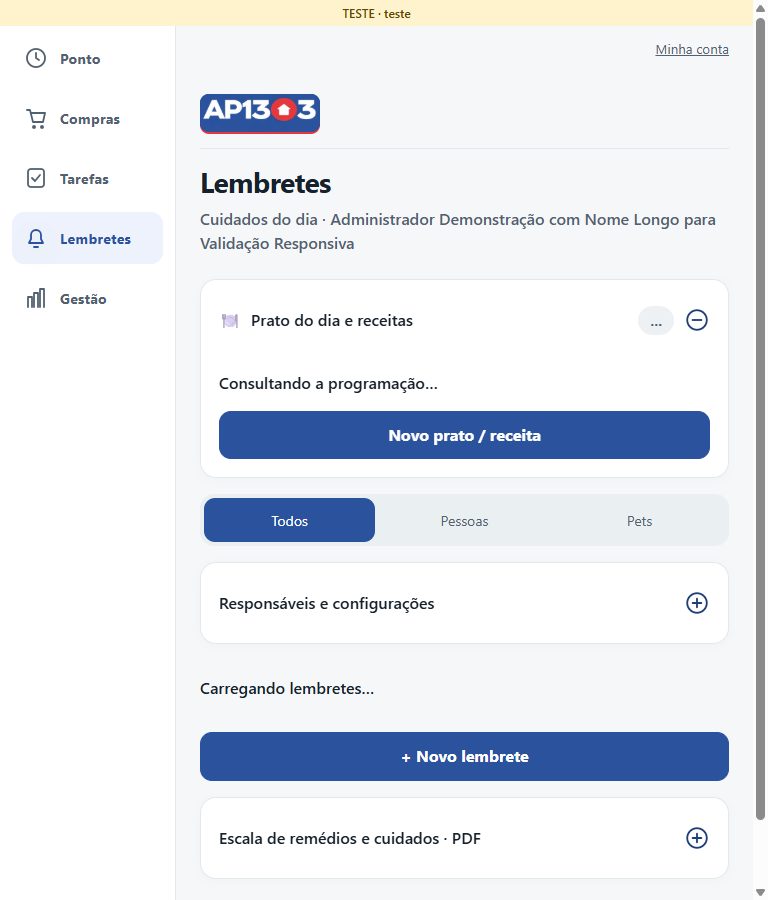 TESTE · teste
Ponto
Compras
Tarefas
Lembretes
Gestão
Minha conta
AP13 3
Lembretes
Cuidados do dia · Administrador Demonstração com Nome Longo para
Validação Responsiva
Prato do dia e receitas
...
Consultando a programação...
Novo prato / receita
Todos
Pessoas
Pets
Responsáveis e configurações
Carregando lembretes...
+ Novo lembrete
Escala de remédios e cuidados · PDF